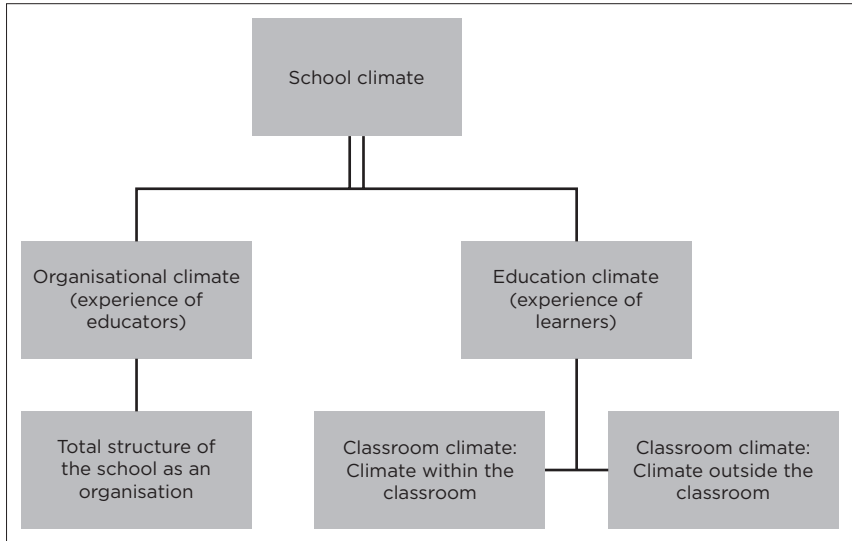 School climate
Organisational climate
(experience of
educators)
Education climate
(experience of
learners)
Total structure of
the school as an
organisation
Classroom climate:
Climate within the
classroom
Classroom climate:
Climate outside the
classroom